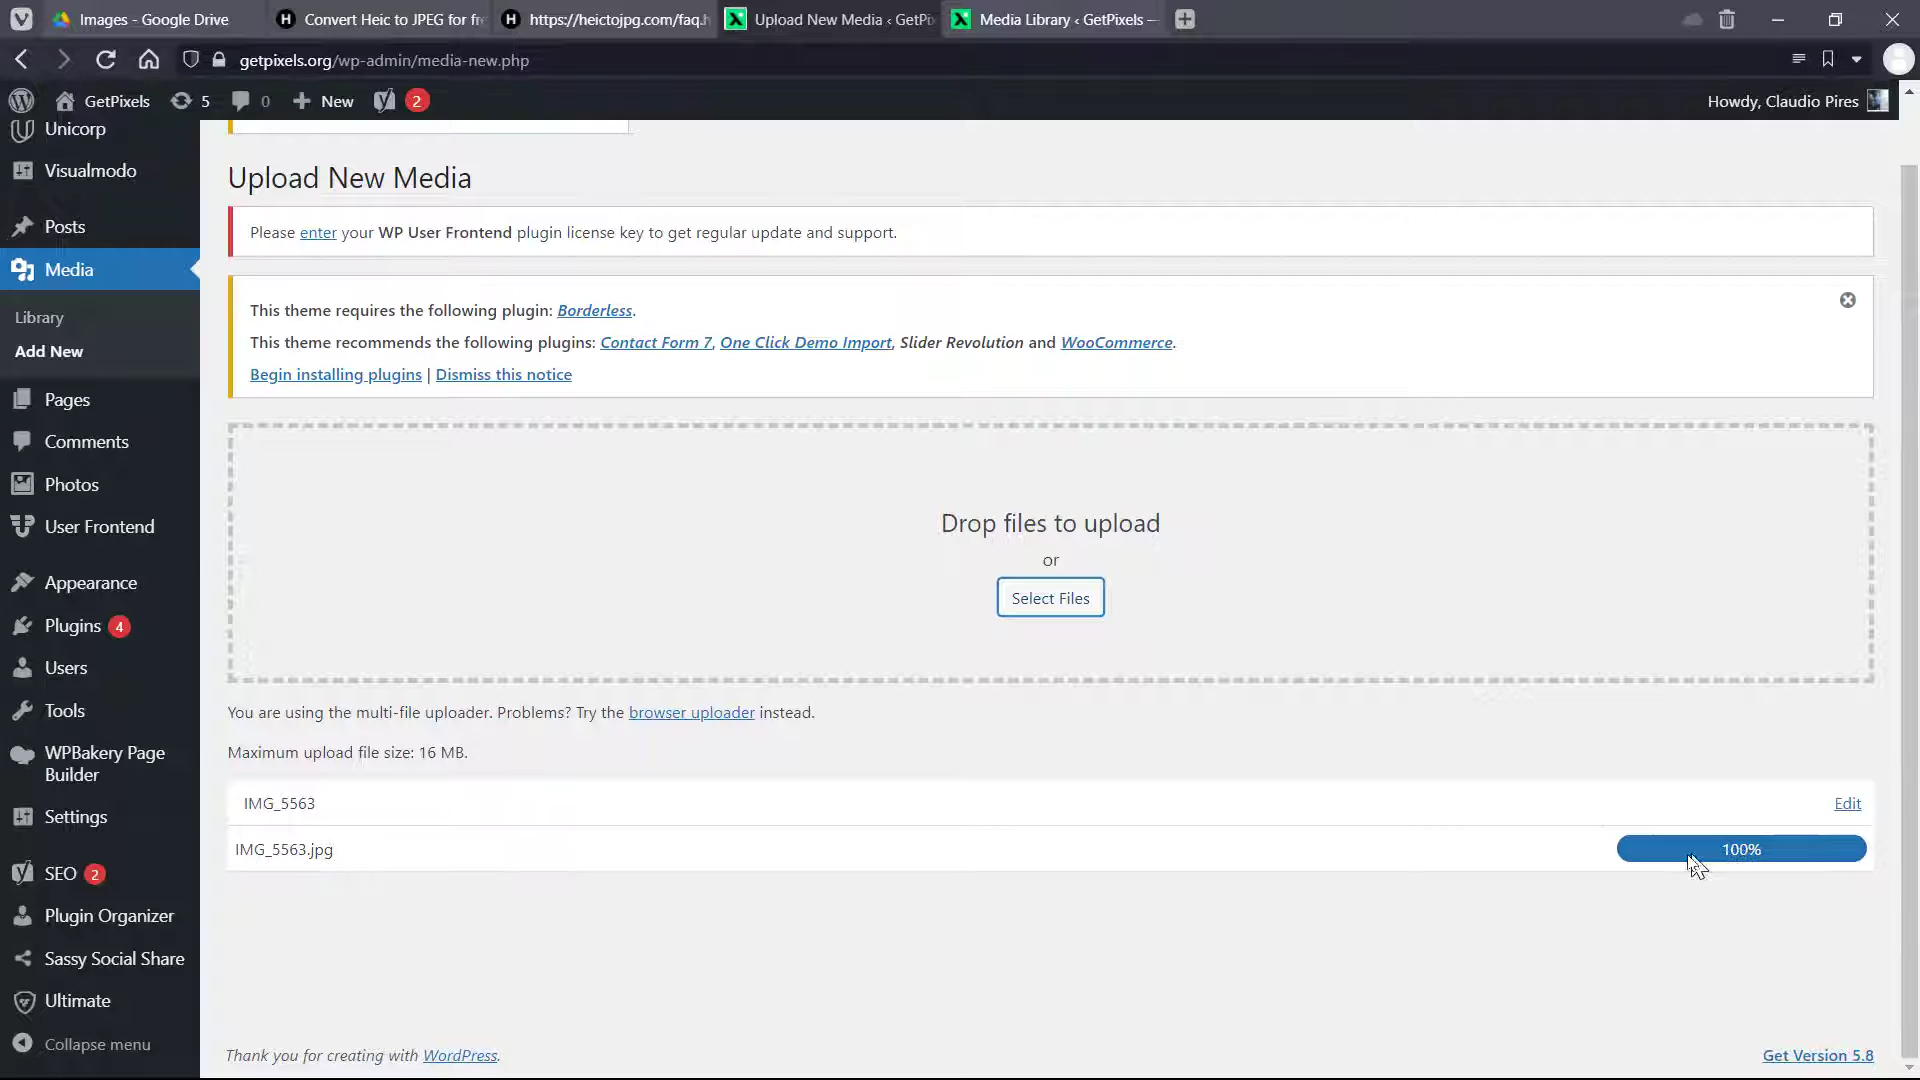 Images - Google Drive
Convert Heic to JPEG for fr
https://heictojpg.com/faq.h
Upload New Media ‹ GetPi
Media Library ‹ GetPixels —
getpixels.org/wp-admin/media-new.php
GetPixels
5
0
New
2
Howdy, Claudio Pires
Unicorp
Visualmodo
Posts
Media
Library
Add New
Pages
Comments
Photos
User Frontend
Appearance
Plugins 4
Users
Tools
WPBakery Page
Builder
Settings
SEO 2
Plugin Organizer
Sassy Social Share
Ultimate
Collapse menu
Upload New Media
Please enter your WP User Frontend plugin license key to get regular update and support.
This theme requires the following plugin: Borderless.
This theme recommends the following plugins: Contact Form 7, One Click Demo Import, Slider Revolution and WooCommerce.
Begin installing plugins | Dismiss this notice
Drop files to upload
or
Select Files
You are using the multi-file uploader. Problems? Try the browser uploader instead.
Maximum upload file size: 16 MB.
IMG_5563
Edit
IMG_5563.jpg
100%
Thank you for creating with WordPress.
Get Version 5.8